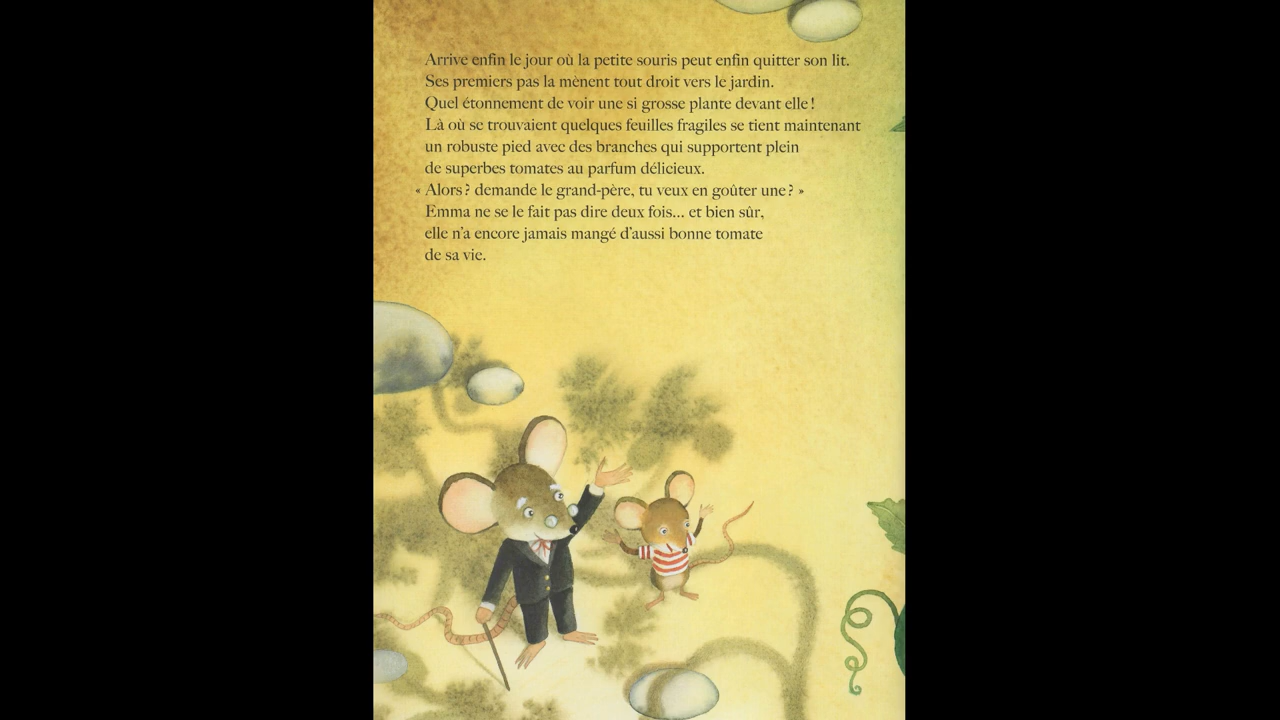 Arrive enfin le jour où la petite souris peut enfin quitter son lit.
Ses premiers pas la mènent tout droit vers le jardin.
Quel étonnement de voir une si grosse plante devant elle !
Là où se trouvaient quelques feuilles fragiles se tient maintenant
un robuste pied avec des branches qui supportent plein
de superbes tomates au parfum délicieux.
« Alors ? demande le grand-père, tu veux en goûter une ? »
Emma ne se le fait pas dire deux fois... et bien sûr,
elle n'a encore jamais mangé d'aussi bonne tomate
de sa vie.